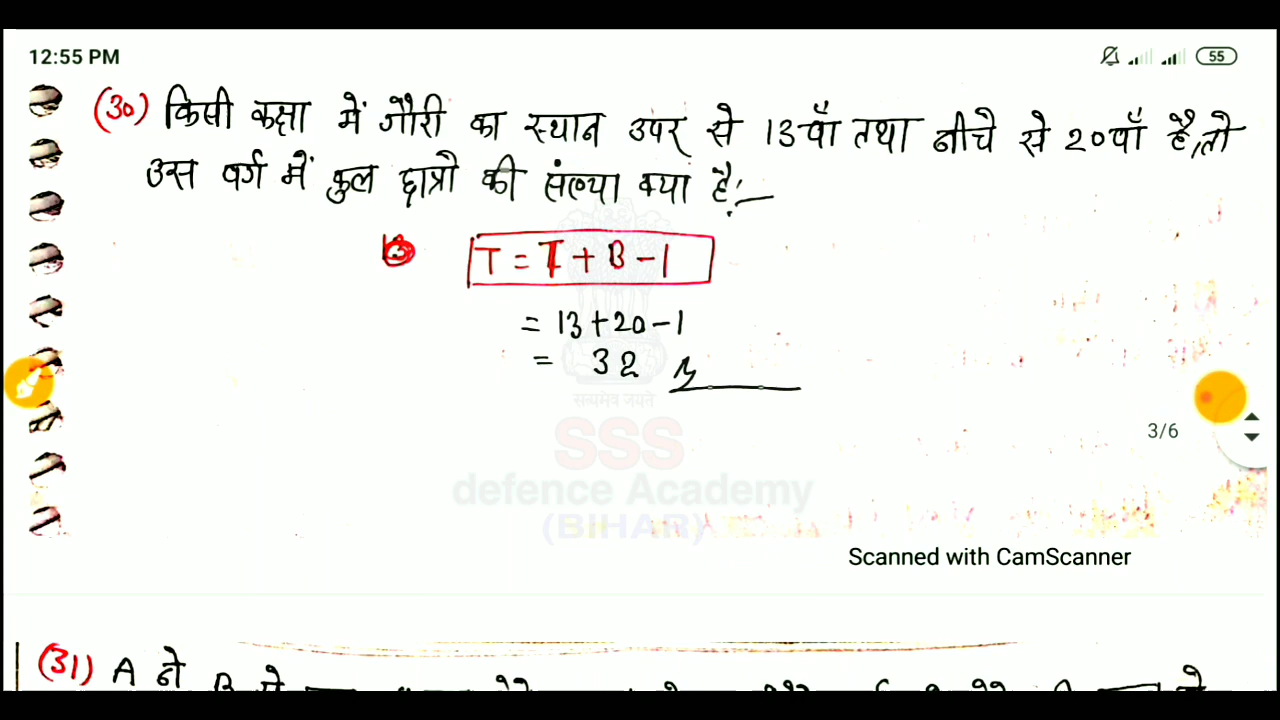 12:55 PM
55
(30) किसी कक्षा में गौरी का स्थान उपर से 13वाँ तथा नीचे से 20वाँ है, तो
उस वर्ग में कुल छात्रो की संख्या क्या है:—
T = T + B - 1
= 13+20-1
= 32
सत्यमेव जयते
3/6
SSS
defence Academy
(BIHAR)
Scanned with CamScanner
(31) A ने B से